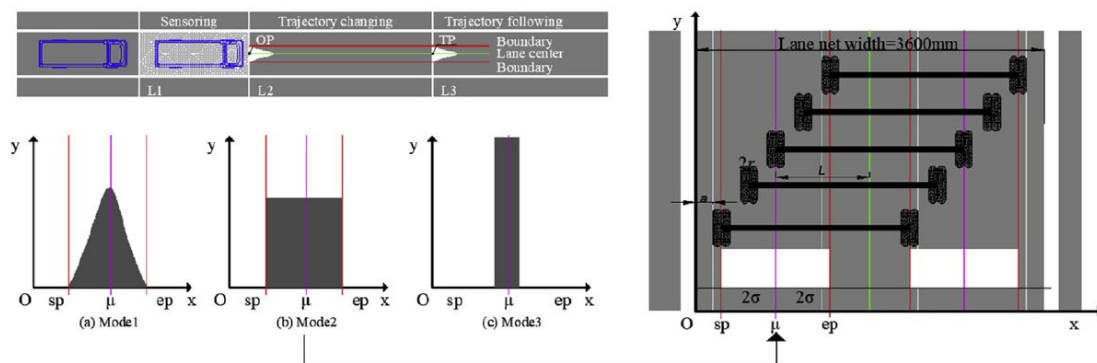 Sensoring
Trajectory changing
Trajectory following
OP
TP
Boundary
Lane center
Boundary
L1
L2
L3
y
O
sp
μ
ep
x
(a) Mode1
y
O
sp
μ
ep
x
(b) Mode2
y
O
sp
μ
ep
x
(c) Mode3
y
Lane net width=3600mm
2r
L
a
2σ
2σ
O
sp
μ
ep
x